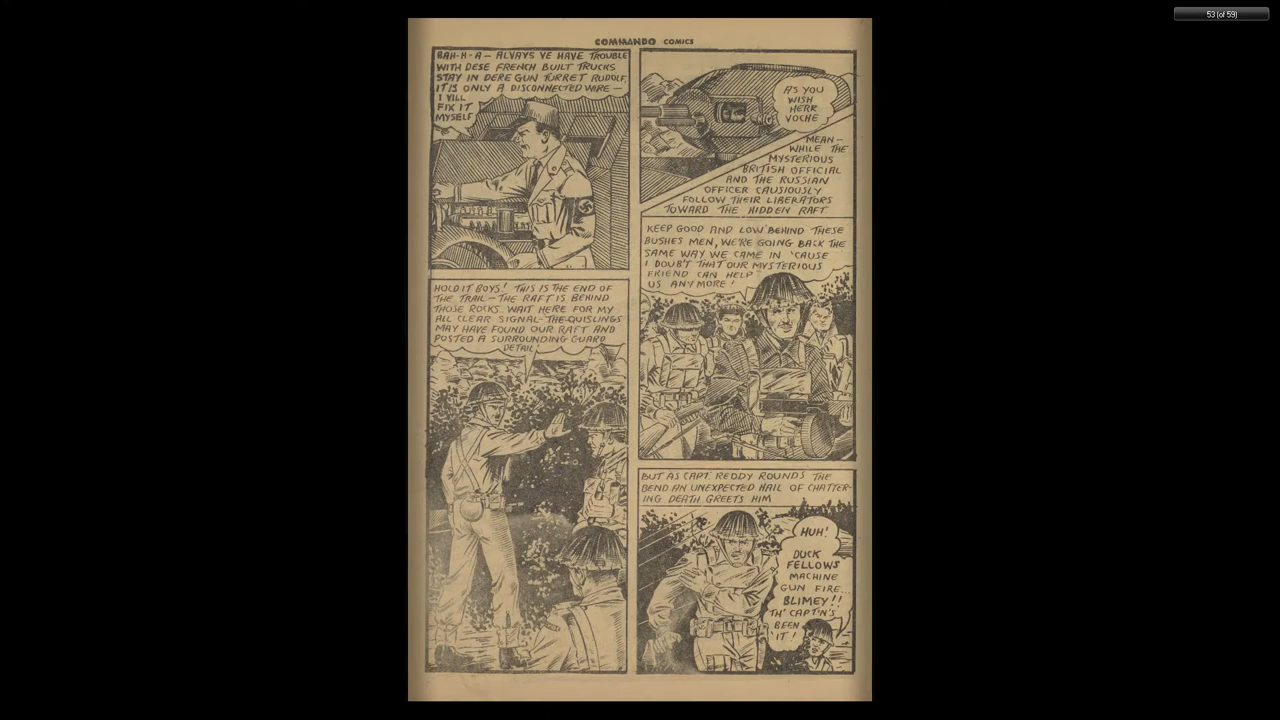 53 (of 59)
COMMANDO COMICS
BAH-H-A — ALVAYS VE HAVE TROUBLE
WITH DESE FRENCH BUILT TRUCKS
STAY IN DERE GUN TURRET RUDOLF,
IT IS ONLY A DISCONNECTED WIRE —
I VILL
FIX IT
MYSELF
AS YOU
WISH
HERR
VOCHE
MEAN —
WHILE THE
MYSTERIOUS
BRITISH OFFICIAL
AND THE RUSSIAN
OFFICER CAUSIOUSLY
FOLLOW THEIR LIBERATORS
TOWARD THE HIDDEN RAFT
KEEP GOOD AND LOW BEHIND THESE
BUSHES MEN, WE'RE GOING BACK THE
SAME WAY WE CAME IN 'CAUSE
I DOUBT THAT OUR MYSTERIOUS
FRIEND CAN HELP
US ANY MORE!
HOLD IT BOYS! THIS IS THE END OF
THE TRAIL — THE RAFT IS BEHIND
THOSE ROCKS. WAIT HERE FOR MY
ALL CLEAR SIGNAL — THE QUISLINGS
MAY HAVE FOUND OUR RAFT AND
POSTED A SURROUNDING GUARD
DETAIL
BUT AS CAPT. REDDY ROUNDS THE
BEND AN UNEXPECTED HAIL OF CHATTER-
ING DEATH GREETS HIM
HUH!
DUCK
FELLOWS
MACHINE
GUN FIRE...
BLIMEY!!
TH' CAPT'N'S
BEEN
'IT!